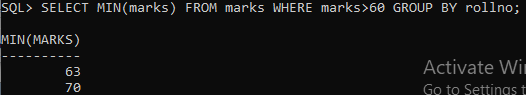 SQL> SELECT MIN(marks) FROM marks WHERE marks>60 GROUP BY rollno;
MIN(MARKS)
----------
63
70
Activate Wi
Go to Settings t